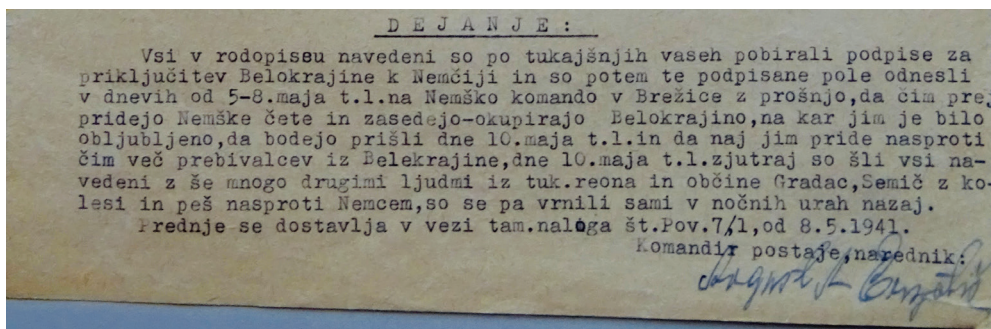 DEJANJE:
Vsi v rodopiseu navedeni so po tukajšnjih vaseh pobirali podpise za
priključitev Belokrajine k Nemčiji in so potem te podpisane pole odnesli
v dnevih od 5-8.maja t.l.na Nemško komando v Brežice z prošnjo,da čim prej
pridejo Nemške čete in zasedejo-okupirajo Belokrajino,na kar jim je bilo
obljubljeno,da bodejo prišli dne 10.maja t.l.in da naj jim pride nasproti
čim več prebivalcev iz Belekrajine,dne 10.maja t.l.zjutraj so šli vsi na-
vedeni z še mnogo drugimi ljudmi iz tuk.reona in občine Gradac,Semič z ko-
lesi in peš nasproti Nemcem,so se pa vrnili sami v nočnih urah nazaj.
Prednje se dostavlja v vezi tam.naloga št.Pov.7/1,od 8.5.1941.
Komandir postaje,narednik: